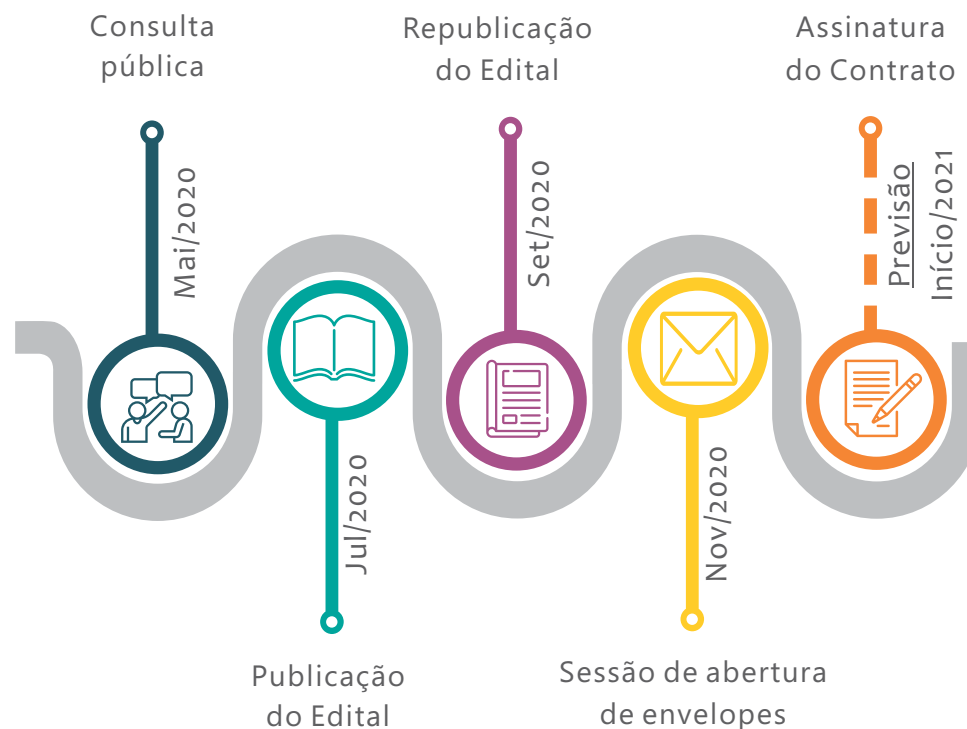 Consulta
pública
Mai/2020
Publicação
do Edital
Jul/2020
Republicação
do Edital
Set/2020
Sessão de abertura
de envelopes
Nov/2020
Assinatura
do Contrato
Previsão
Início/2021